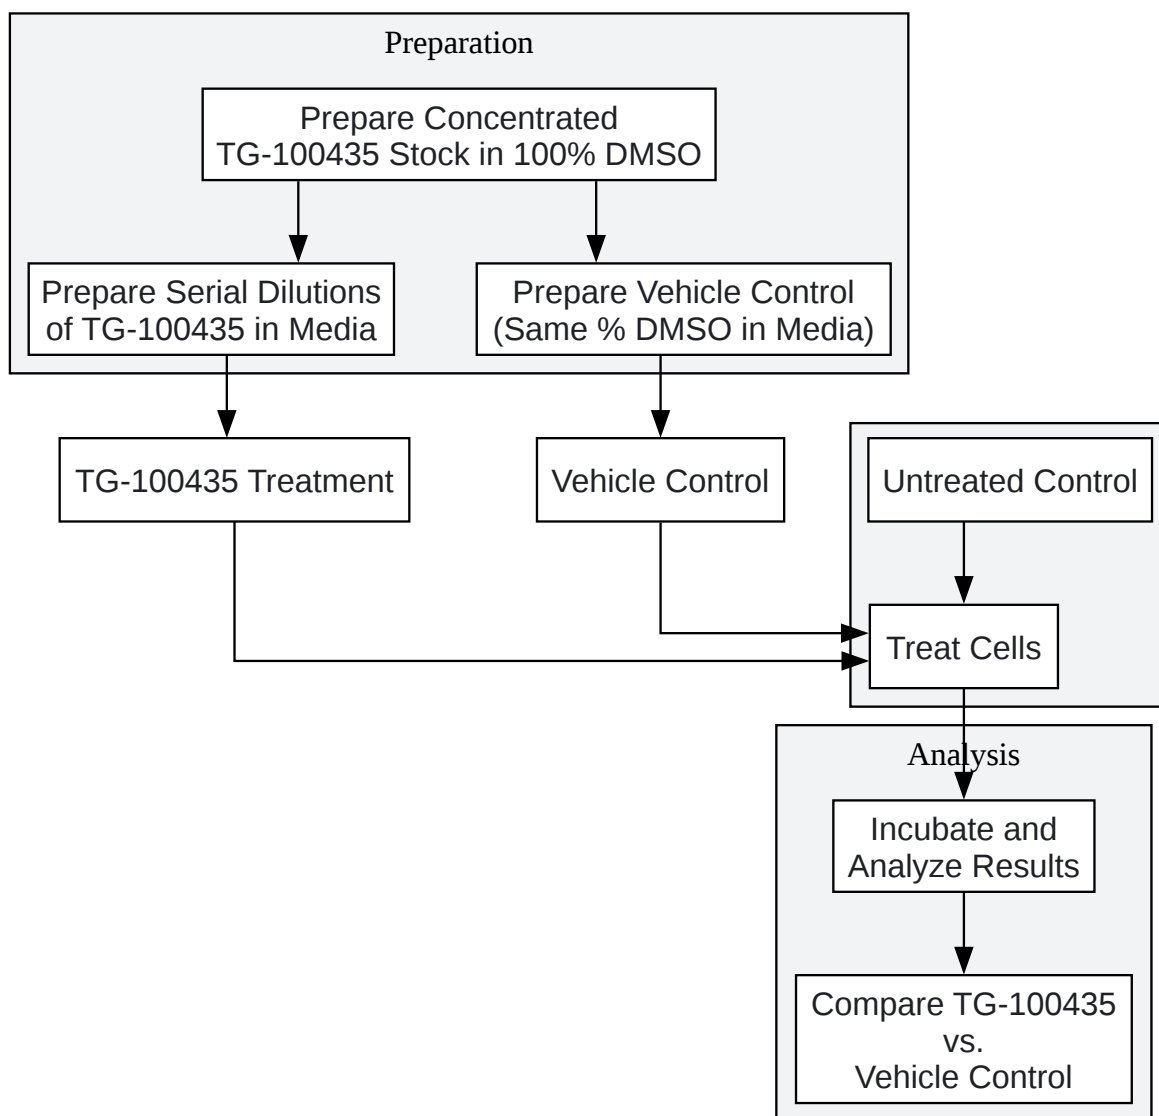 Preparation
Prepare Concentrated
TG-100435 Stock in 100% DMSO
Prepare Serial Dilutions
of TG-100435 in Media
Prepare Vehicle Control
(Same % DMSO in Media)
TG-100435 Treatment
Vehicle Control
Untreated Control
Treat Cells
Analysis
Incubate and
Analyze Results
Compare TG-100435
vs.
Vehicle Control